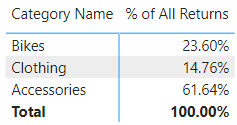 Category Name % of All Returns
Bikes 23.60%
Clothing 14.76%
Accessories 61.64%
Total 100.00%